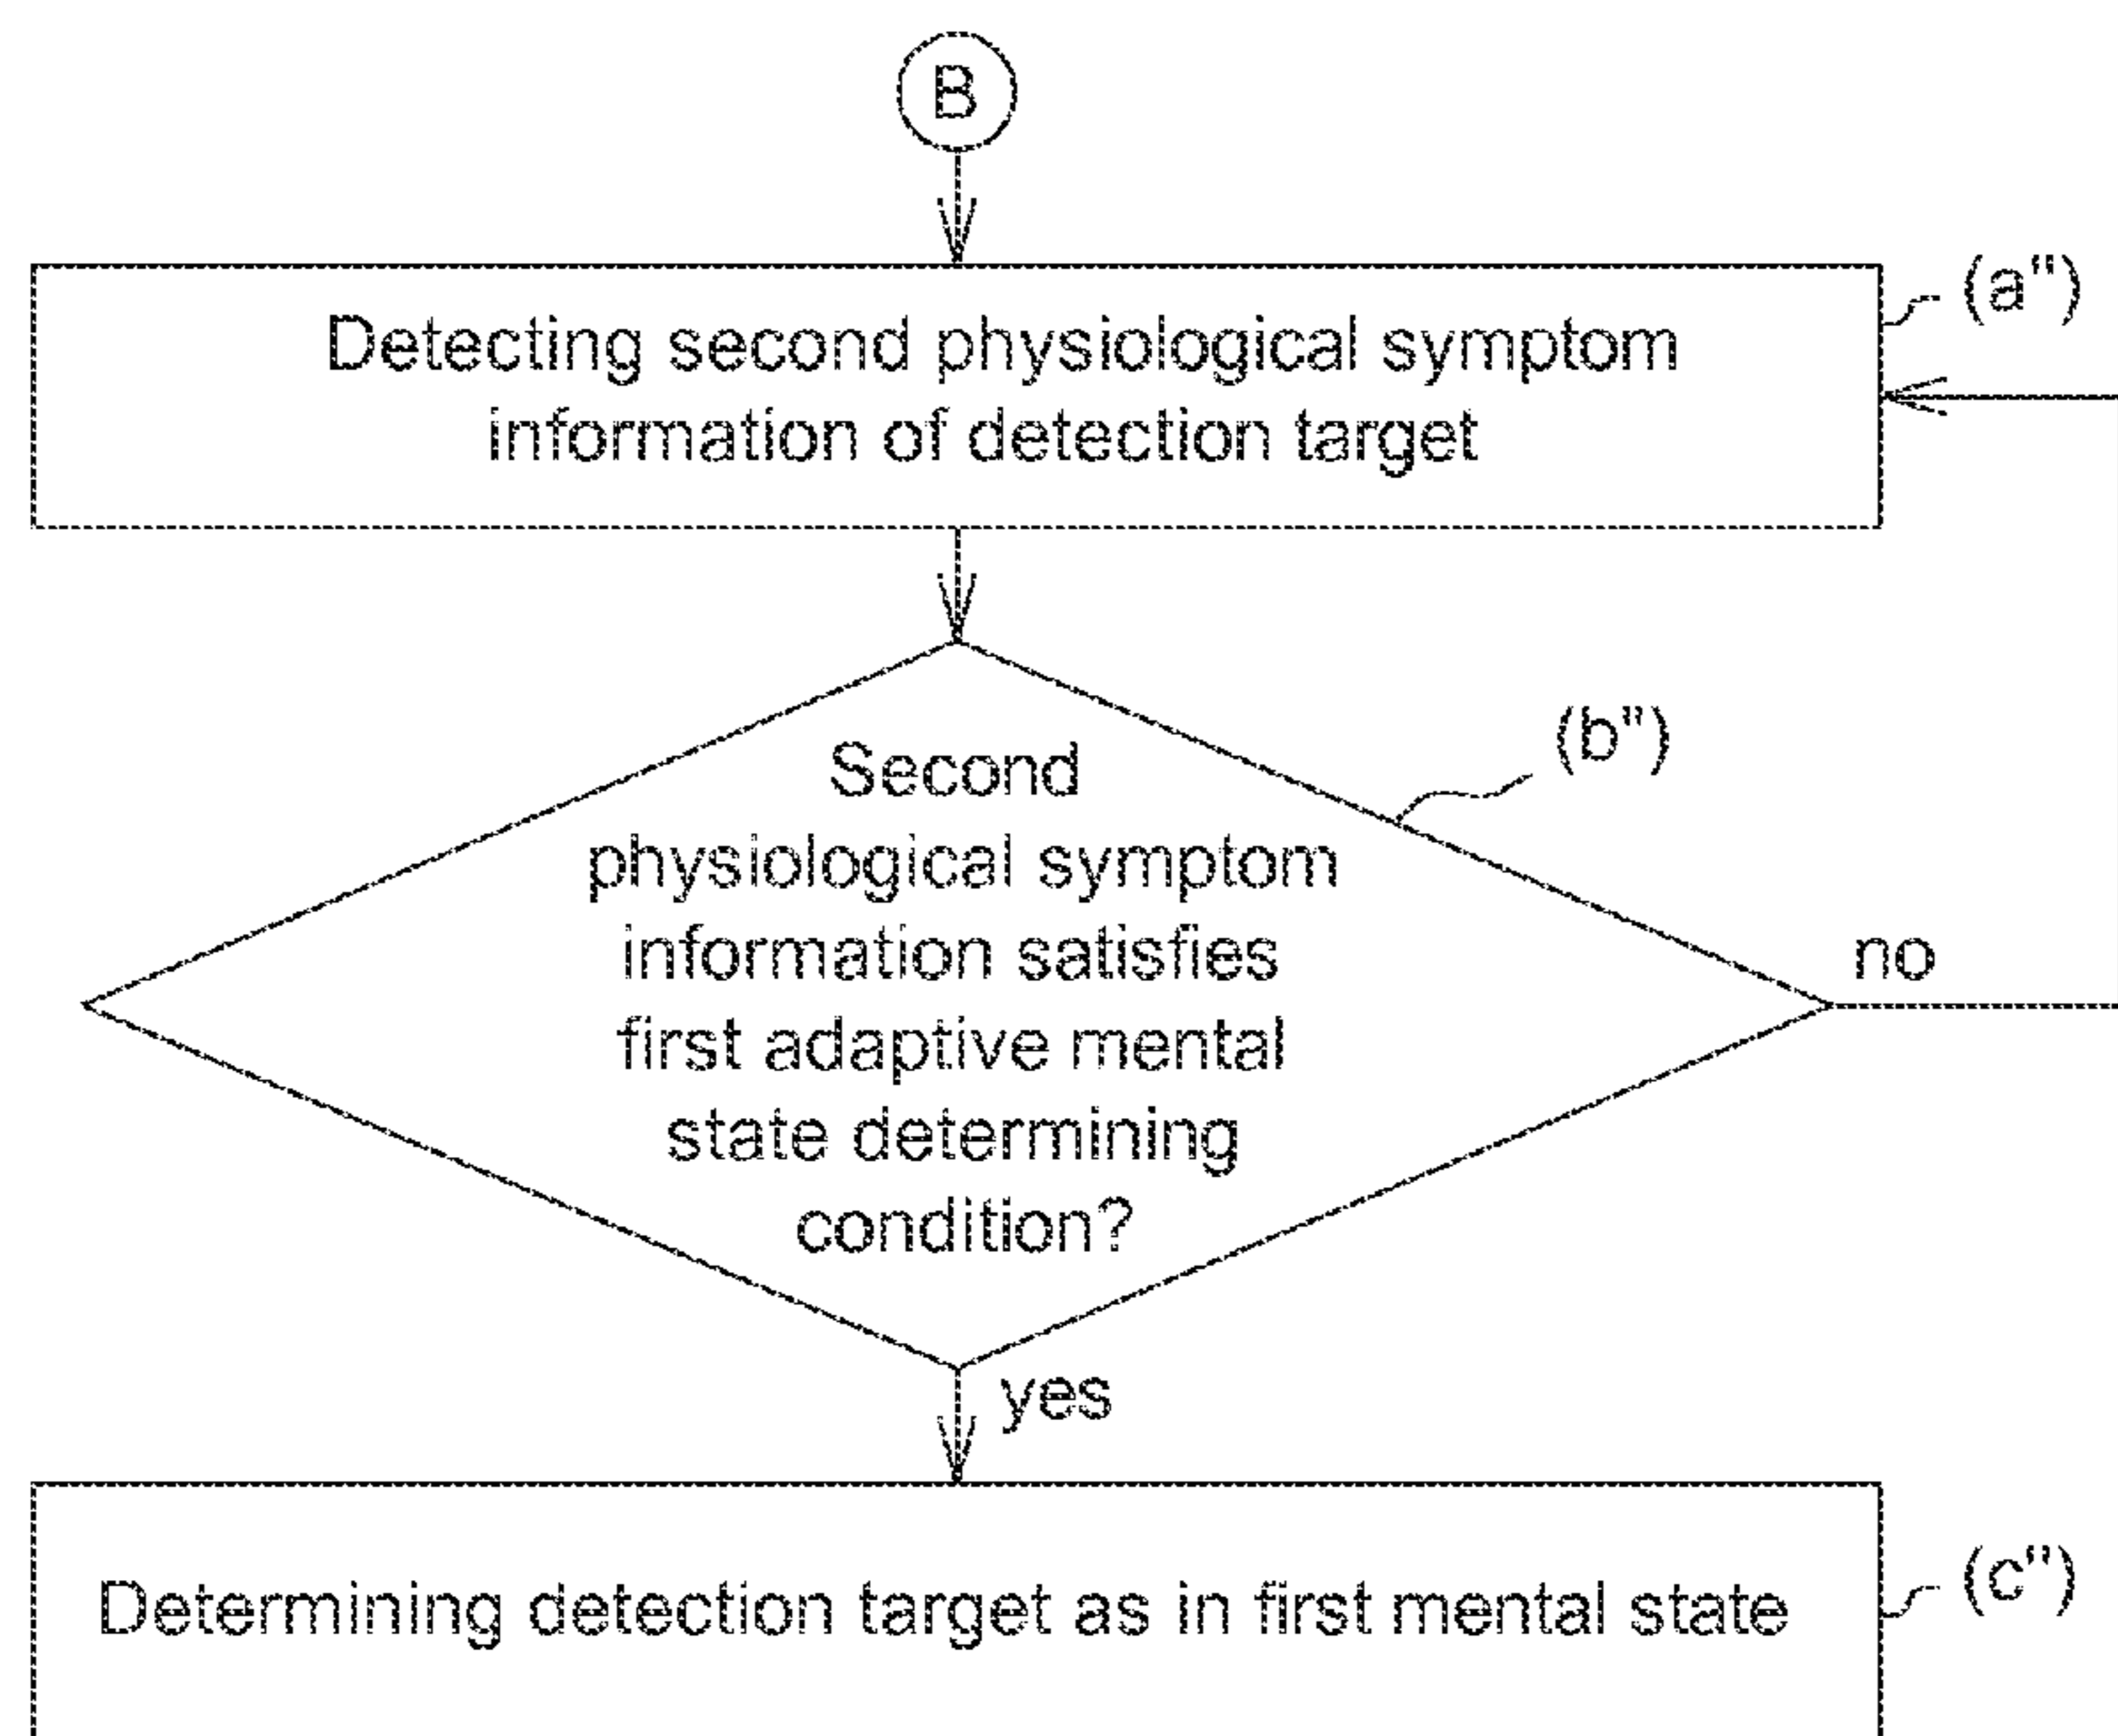 B
(a")
Detecting second physiological symptom
information of detection target
(b")
Second
physiological symptom
information satisfies
first adaptive mental
state determining
condition?
no
yes
(c")
Determining detection target as in first mental state